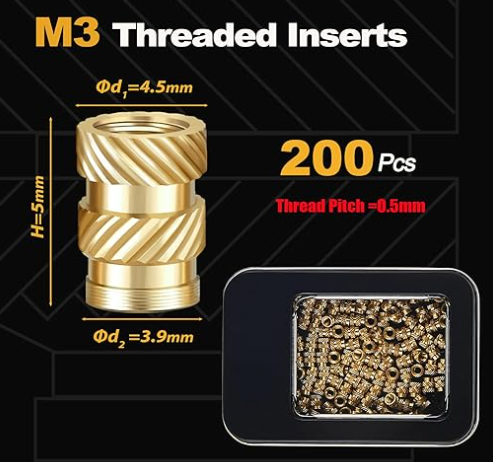 M3 Threaded Inserts
Φd₁=4.5mm
H=5mm
200 Pcs
Thread Pitch =0.5mm
Φd₂=3.9mm